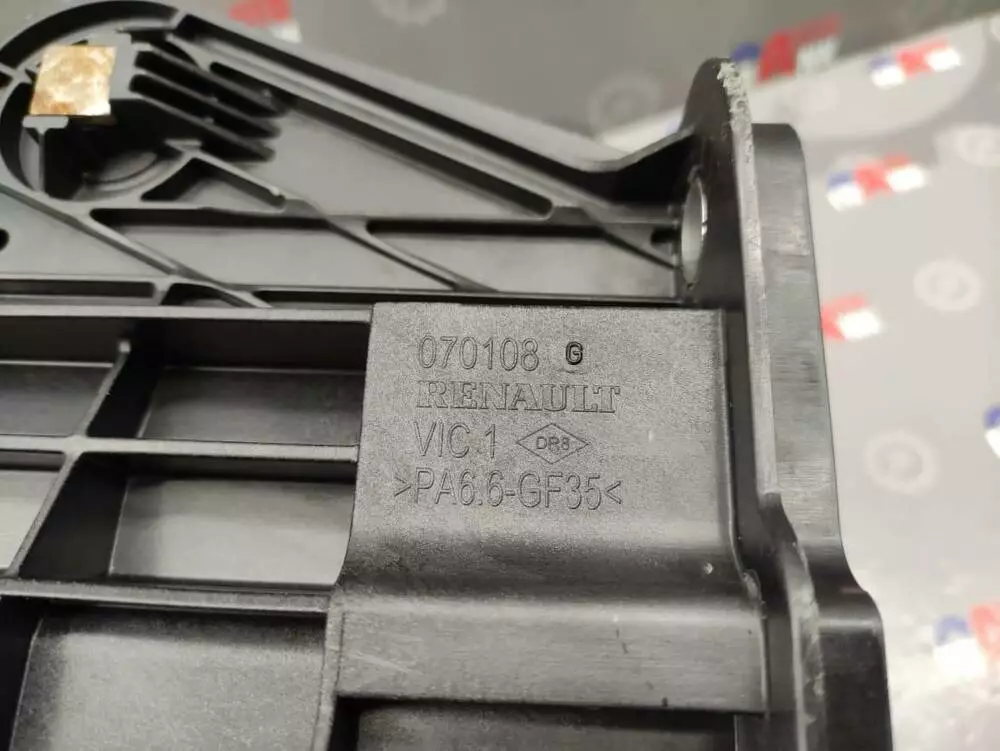 070108 G
RENAULT
VIC 1 DR8
>PA6.6-GF35<